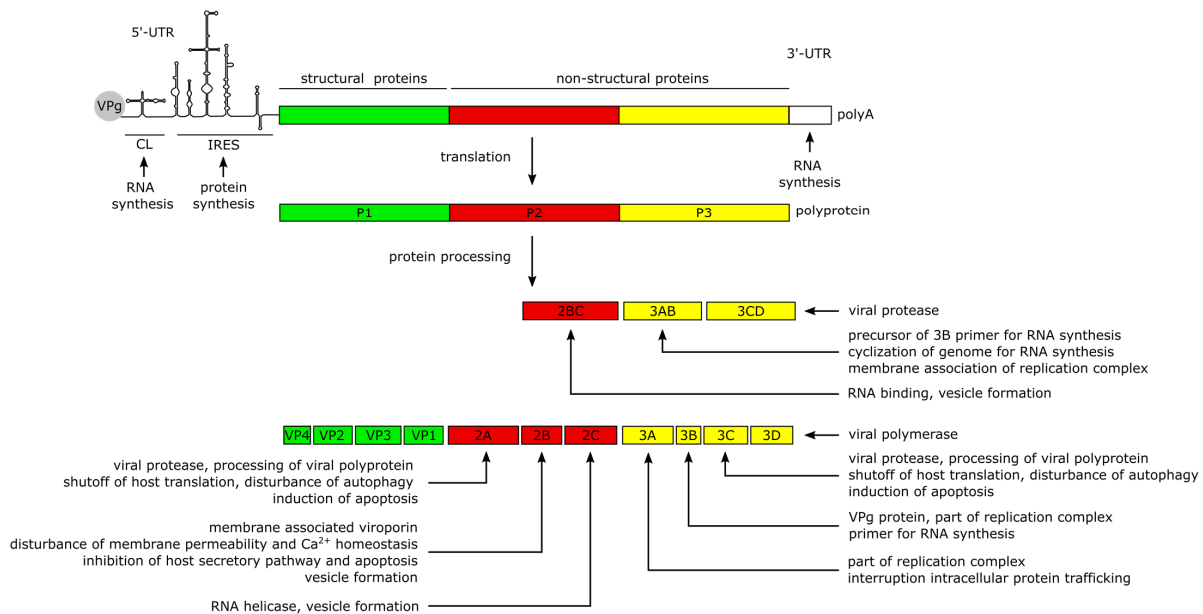 5'-UTR
3'-UTR
structural proteins
non-structural proteins
VPg
polyA
CL
IRES
translation
RNA
synthesis
protein
synthesis
RNA
synthesis
P1
P2
P3
polyprotein
protein processing
2BC
3AB
3CD
viral protease
precursor of 3B primer for RNA synthesis
cyclization of genome for RNA synthesis
membrane association of replication complex
RNA binding, vesicle formation
VP4
VP2
VP3
VP1
2A
2B
2C
3A
3B
3C
3D
viral polymerase
viral protease, processing of viral polyprotein
shutoff of host translation, disturbance of autophagy
induction of apoptosis
viral protease, processing of viral polyprotein
shutoff of host translation, disturbance of autophagy
induction of apoptosis
membrane associated viroporin
disturbance of membrane permeability and Ca²⁺ homeostasis
inhibition of host secretory pathway and apoptosis
vesicle formation
VPg protein, part of replication complex
primer for RNA synthesis
part of replication complex
interruption intracellular protein trafficking
RNA helicase, vesicle formation